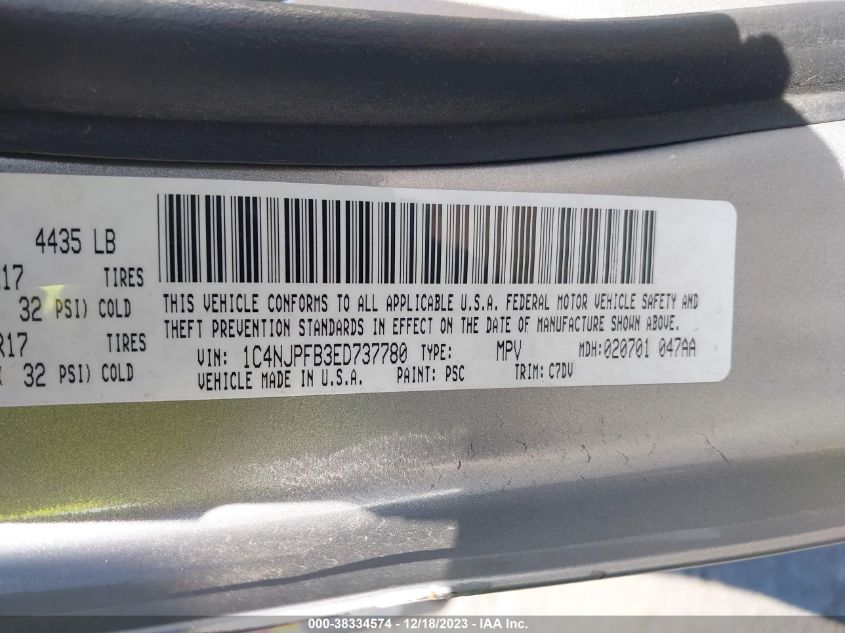 4435 LB
17 TIRES
32 PSI) COLD
R17 TIRES
32 PSI) COLD
THIS VEHICLE CONFORMS TO ALL APPLICABLE U.S.A. FEDERAL MOTOR VEHICLE SAFETY AND
THEFT PREVENTION STANDARDS IN EFFECT ON THE DATE OF MANUFACTURE SHOWN ABOVE.
VIN: 1C4NJPFB3ED737780 TYPE: MPV MDH:020701 047AA
VEHICLE MADE IN U.S.A. PAINT: PSC TRIM: C7DV
000-38334574 - 12/18/2023 - IAA Inc.